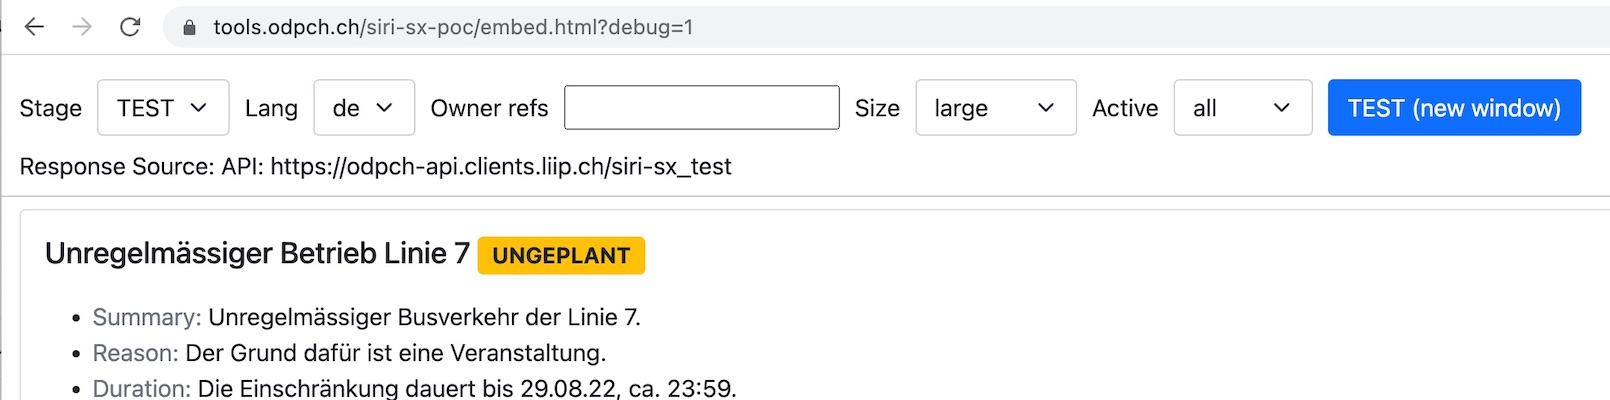 tools.odpch.ch/siri-sx-poc/embed.html?debug=1
Stage TEST Lang de Owner refs Size large Active all TEST (new window)
Response Source: API: https://odpch-api.clients.liip.ch/siri-sx_test
Unregelmässiger Betrieb Linie 7 UNGEPLANT
• Summary: Unregelmässiger Busverkehr der Linie 7.
• Reason: Der Grund dafür ist eine Veranstaltung.
• Duration: Die Einschränkung dauert bis 29.08.22, ca. 23:59.